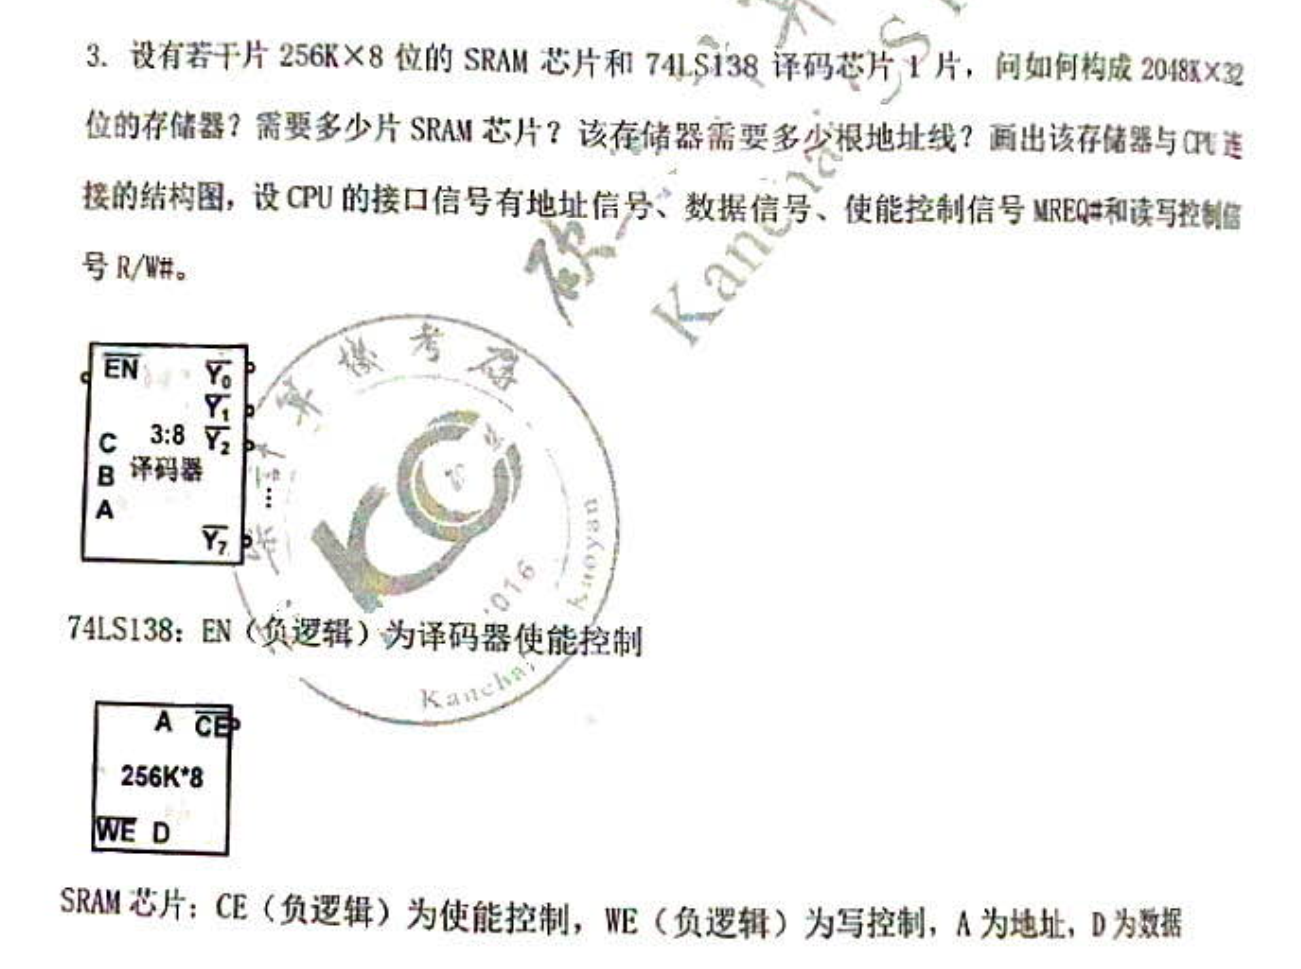 3. 设有若干片 256K×8 位的 SRAM 芯片和 74LS138 译码芯片 1 片，问如何构成 2048K×32
位的存储器？需要多少片 SRAM 芯片？该存储器需要多少根地址线？画出该存储器与 CPU 连
接的结构图，设 CPU 的接口信号有地址信号、数据信号、使能控制信号 MREQ#和读写控制信
号 R/W#。
Kanchai
EN Y0
Y1
C 3:8 Y2
B 译码器
A ⋮
Y7
機考
2016
Kaoyan
74LS138：EN（负逻辑）为译码器使能控制
A CE
256K*8
WE D
SRAM 芯片：CE（负逻辑）为使能控制，WE（负逻辑）为写控制，A 为地址，D 为数据